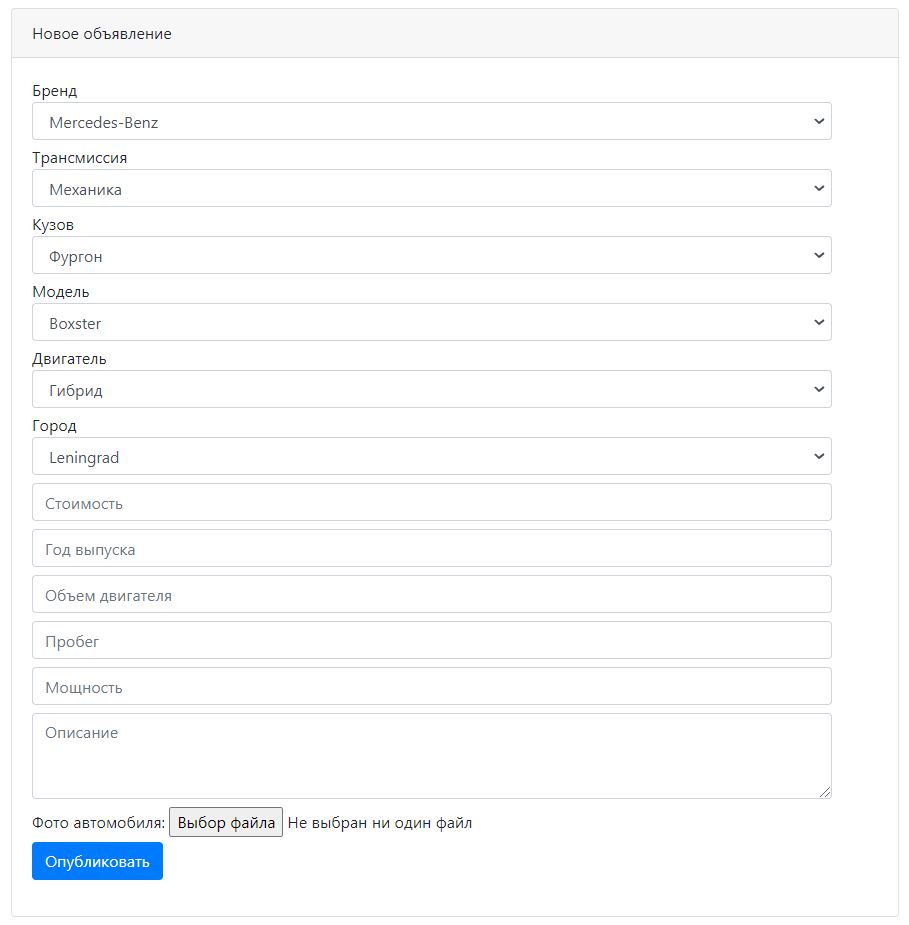 Новое объявление
Бренд
Mercedes-Benz
Трансмиссия
Механика
Кузов
Фургон
Модель
Boxster
Двигатель
Гибрид
Город
Leningrad
Стоимость
Год выпуска
Объем двигателя
Пробег
Мощность
Описание
Фото автомобиля: Выбор файла Не выбран ни один файл
Опубликовать